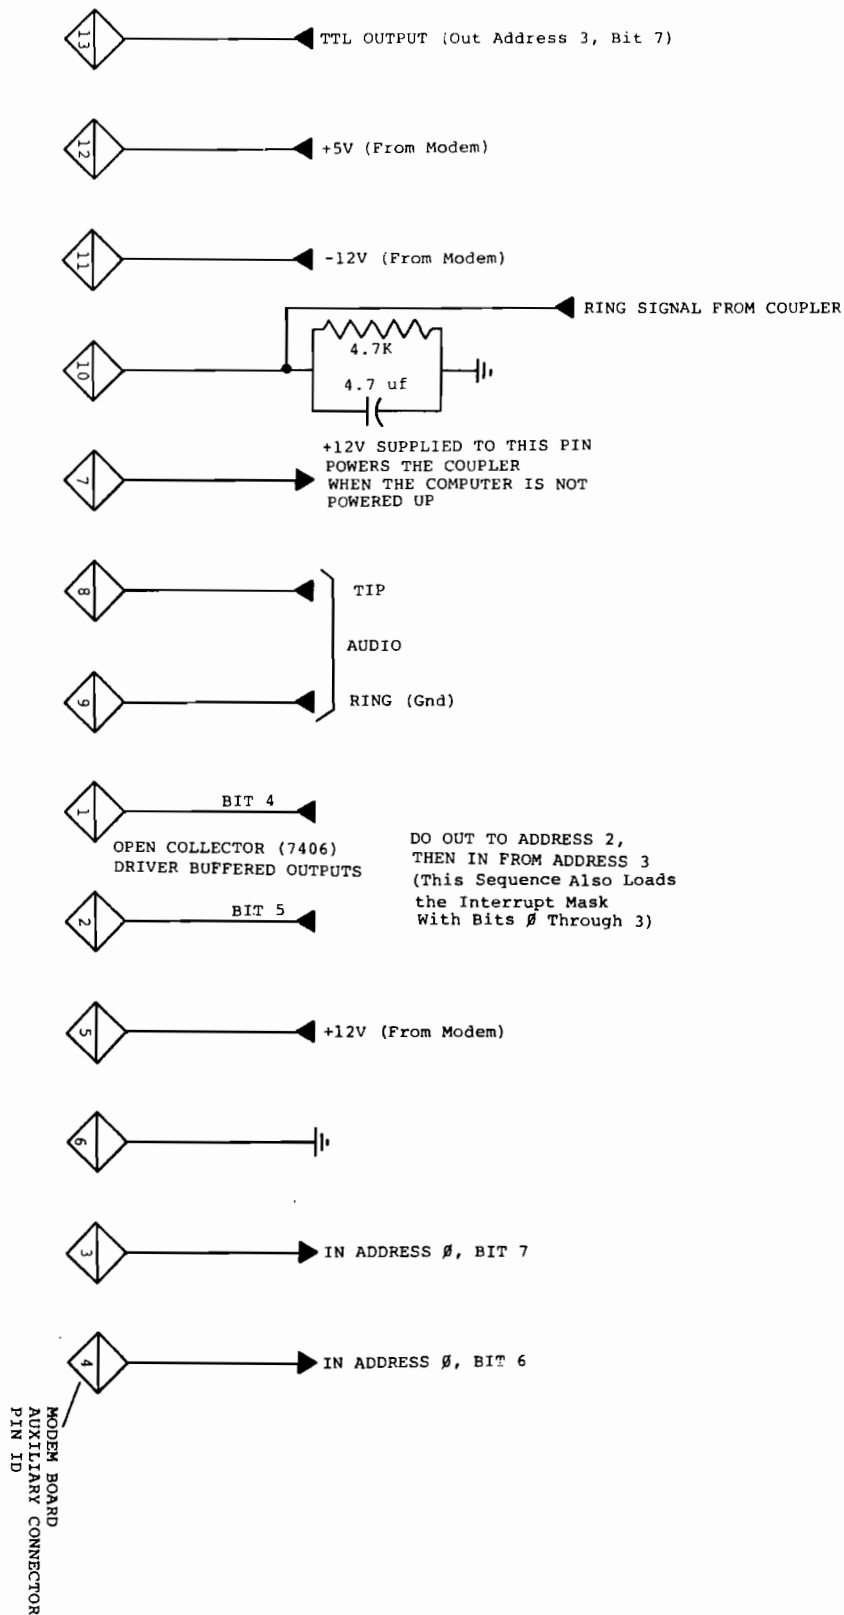 13
TTL OUTPUT (Out Address 3, Bit 7)
12
+5V (From Modem)
11
-12V (From Modem)
RING SIGNAL FROM COUPLER
10
4.7K
4.7 uf
7
+12V SUPPLIED TO THIS PIN
POWERS THE COUPLER
WHEN THE COMPUTER IS NOT
POWERED UP
8
TIP
AUDIO
9
RING (Gnd)
1
BIT 4
OPEN COLLECTOR (7406)
DRIVER BUFFERED OUTPUTS
DO OUT TO ADDRESS 2,
THEN IN FROM ADDRESS 3
(This Sequence Also Loads
the Interrupt Mask
With Bits Ø Through 3)
2
BIT 5
5
+12V (From Modem)
6
3
IN ADDRESS Ø, BIT 7
4
IN ADDRESS Ø, BIT 6
MODEM BOARD
AUXILIARY CONNECTOR
PIN ID